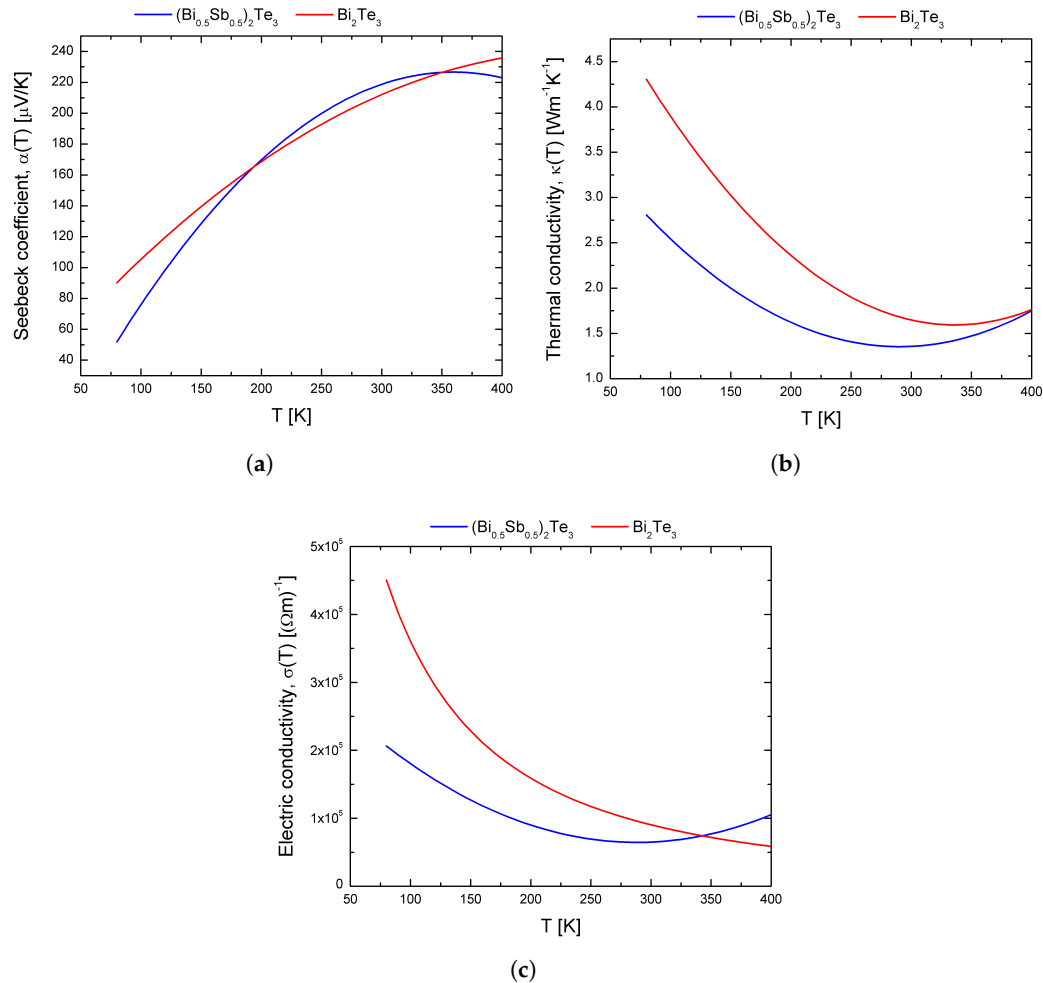 (Bi₀.₅Sb₀.₅)₂Te₃ Bi₂Te₃
240
220
200
180
160
140
120
100
80
60
40
50 100 150 200 250 300 350 400
Seebeck coefficient, α(T) [μV/K]
T [K]
(a)
(Bi₀.₅Sb₀.₅)₂Te₃ Bi₂Te₃
4.5
4.0
3.5
3.0
2.5
2.0
1.5
1.0
50 100 150 200 250 300 350 400
Thermal conductivity, κ(T) [Wm⁻¹K⁻¹]
T [K]
(b)
(Bi₀.₅Sb₀.₅)₂Te₃ Bi₂Te₃
5x10⁵
4x10⁵
3x10⁵
2x10⁵
1x10⁵
0
50 100 150 200 250 300 350 400
Electric conductivity, σ(T) [(Ωm)⁻¹]
T [K]
(c)